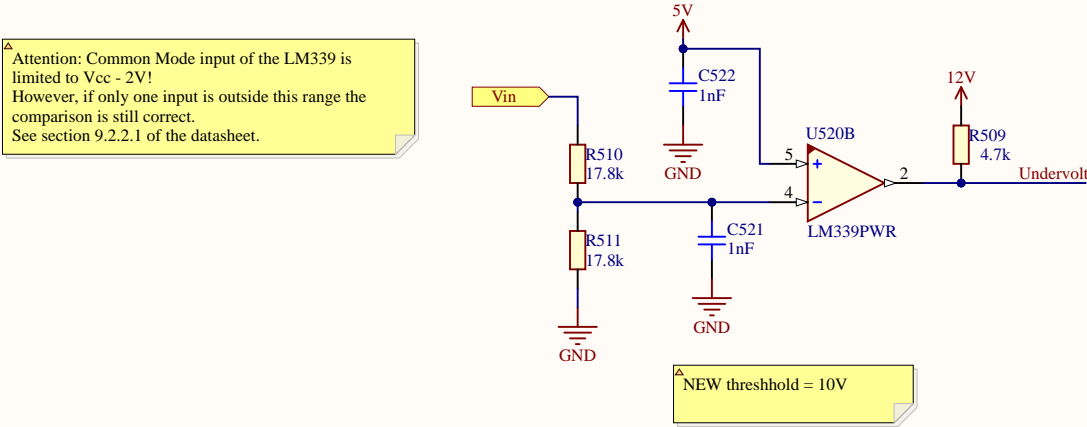 Attention: Common Mode input of the LM339 is
limited to Vcc - 2V!
However, if only one input is outside this range the
comparison is still correct.
See section 9.2.2.1 of the datasheet.
5V
C522
1nF
GND
Vin
R510
17.8k
R511
17.8k
GND
C521
1nF
GND
U520B
5
+
4
−
2
LM339PWR
12V
R509
4.7k
Undervolt
NEW threshhold = 10V